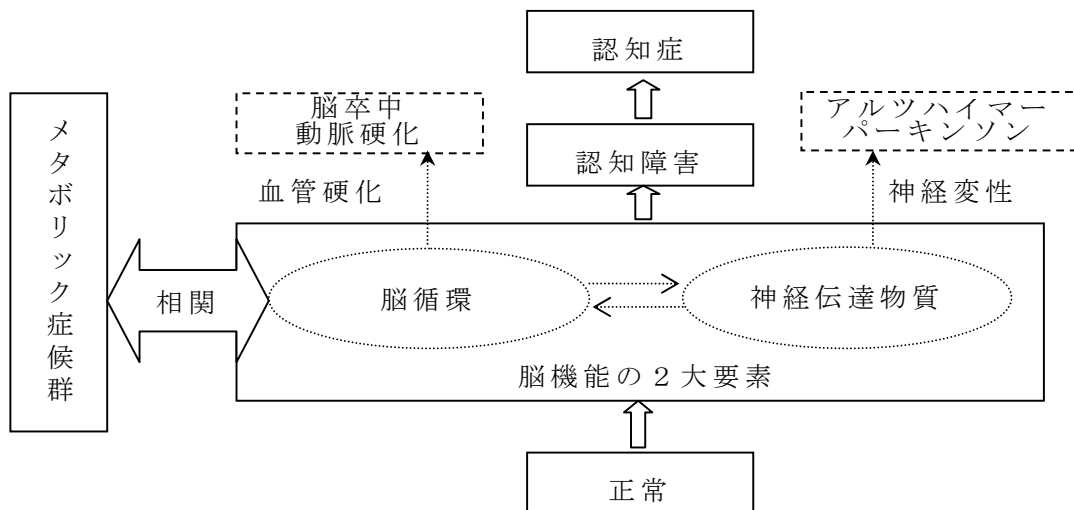 認知症
脳卒中
動脈硬化
アルツハイマー
パーキンソン
メタボリック症候群
認知障害
血管硬化
神経変性
相関
脳循環
神経伝達物質
脳機能の２大要素
正常